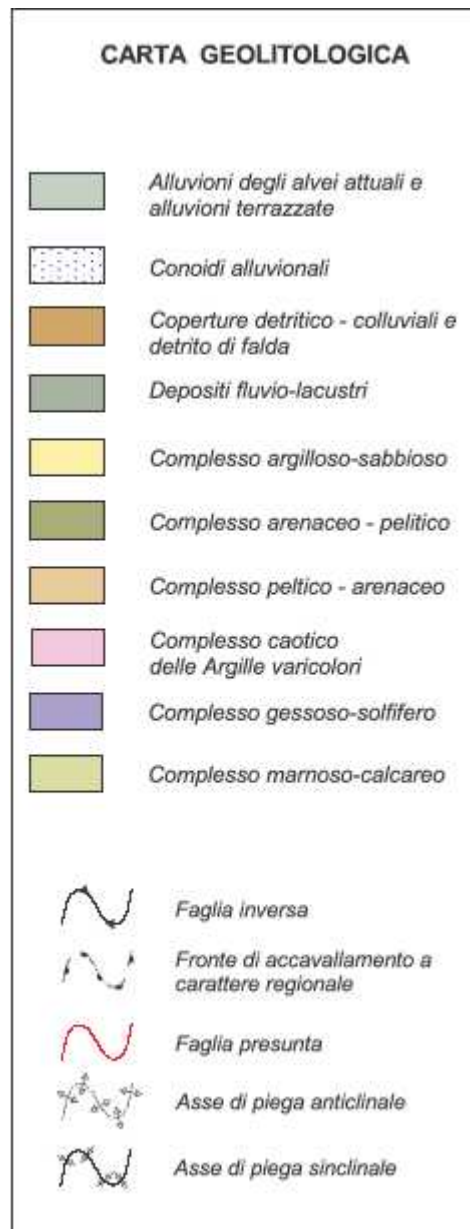 CARTA GEOLITOLOGICA
Alluvioni degli alvei attuali e
alluvioni terrazzate
Conoidi alluvionali
Coperture detritico - colluviali e
detrito di falda
Depositi fluvio-lacustri
Complesso argilloso-sabbioso
Complesso arenaceo - pelitico
Complesso peltico - arenaceo
Complesso caotico
delle Argille varicolori
Complesso gessoso-solfifero
Complesso marnoso-calcareo
Faglia inversa
Fronte di accavallamento a
carattere regionale
Faglia presunta
Asse di piega anticlinale
Asse di piega sinclinale